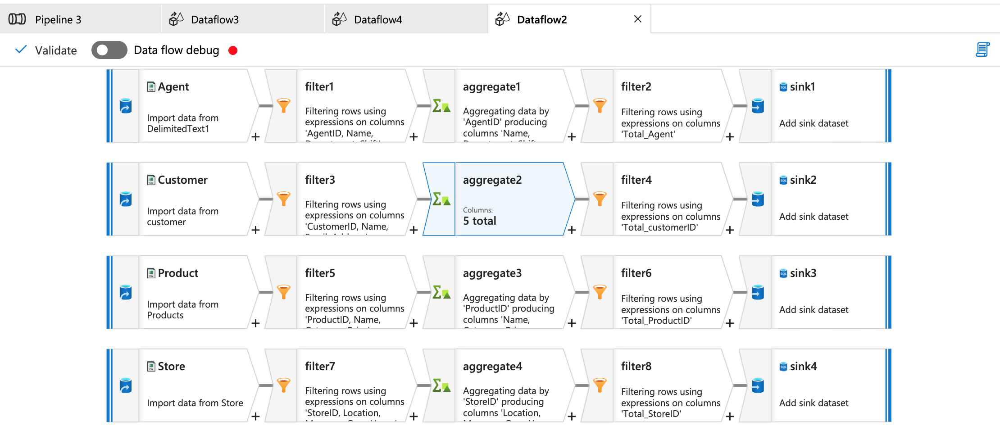 Pipeline 3
Dataflow3
Dataflow4
Dataflow2
Validate
Data flow debug
Agent
Import data from
DelimitedText1
filter1
Filtering rows using
expressions on columns
'AgentID, Name,
aggregate1
Aggregating data by
'AgentID' producing
columns 'Name,
filter2
Filtering rows using
expressions on columns
'Total_Agent'
sink1
Add sink dataset
Customer
Import data from
customer
filter3
Filtering rows using
expressions on columns
'CustomerID, Name,
aggregate2
Columns:
5 total
filter4
Filtering rows using
expressions on columns
'Total_customerID'
sink2
Add sink dataset
Product
Import data from
Products
filter5
Filtering rows using
expressions on columns
'ProductID, Name,
aggregate3
Aggregating data by
'ProductID' producing
columns 'Name,
filter6
Filtering rows using
expressions on columns
'Total_ProductID'
sink3
Add sink dataset
Store
Import data from Store
filter7
Filtering rows using
expressions on columns
'StoreID, Location,
aggregate4
Aggregating data by
'StoreID' producing
columns 'Location,
filter8
Filtering rows using
expressions on columns
'Total_StoreID'
sink4
Add sink dataset